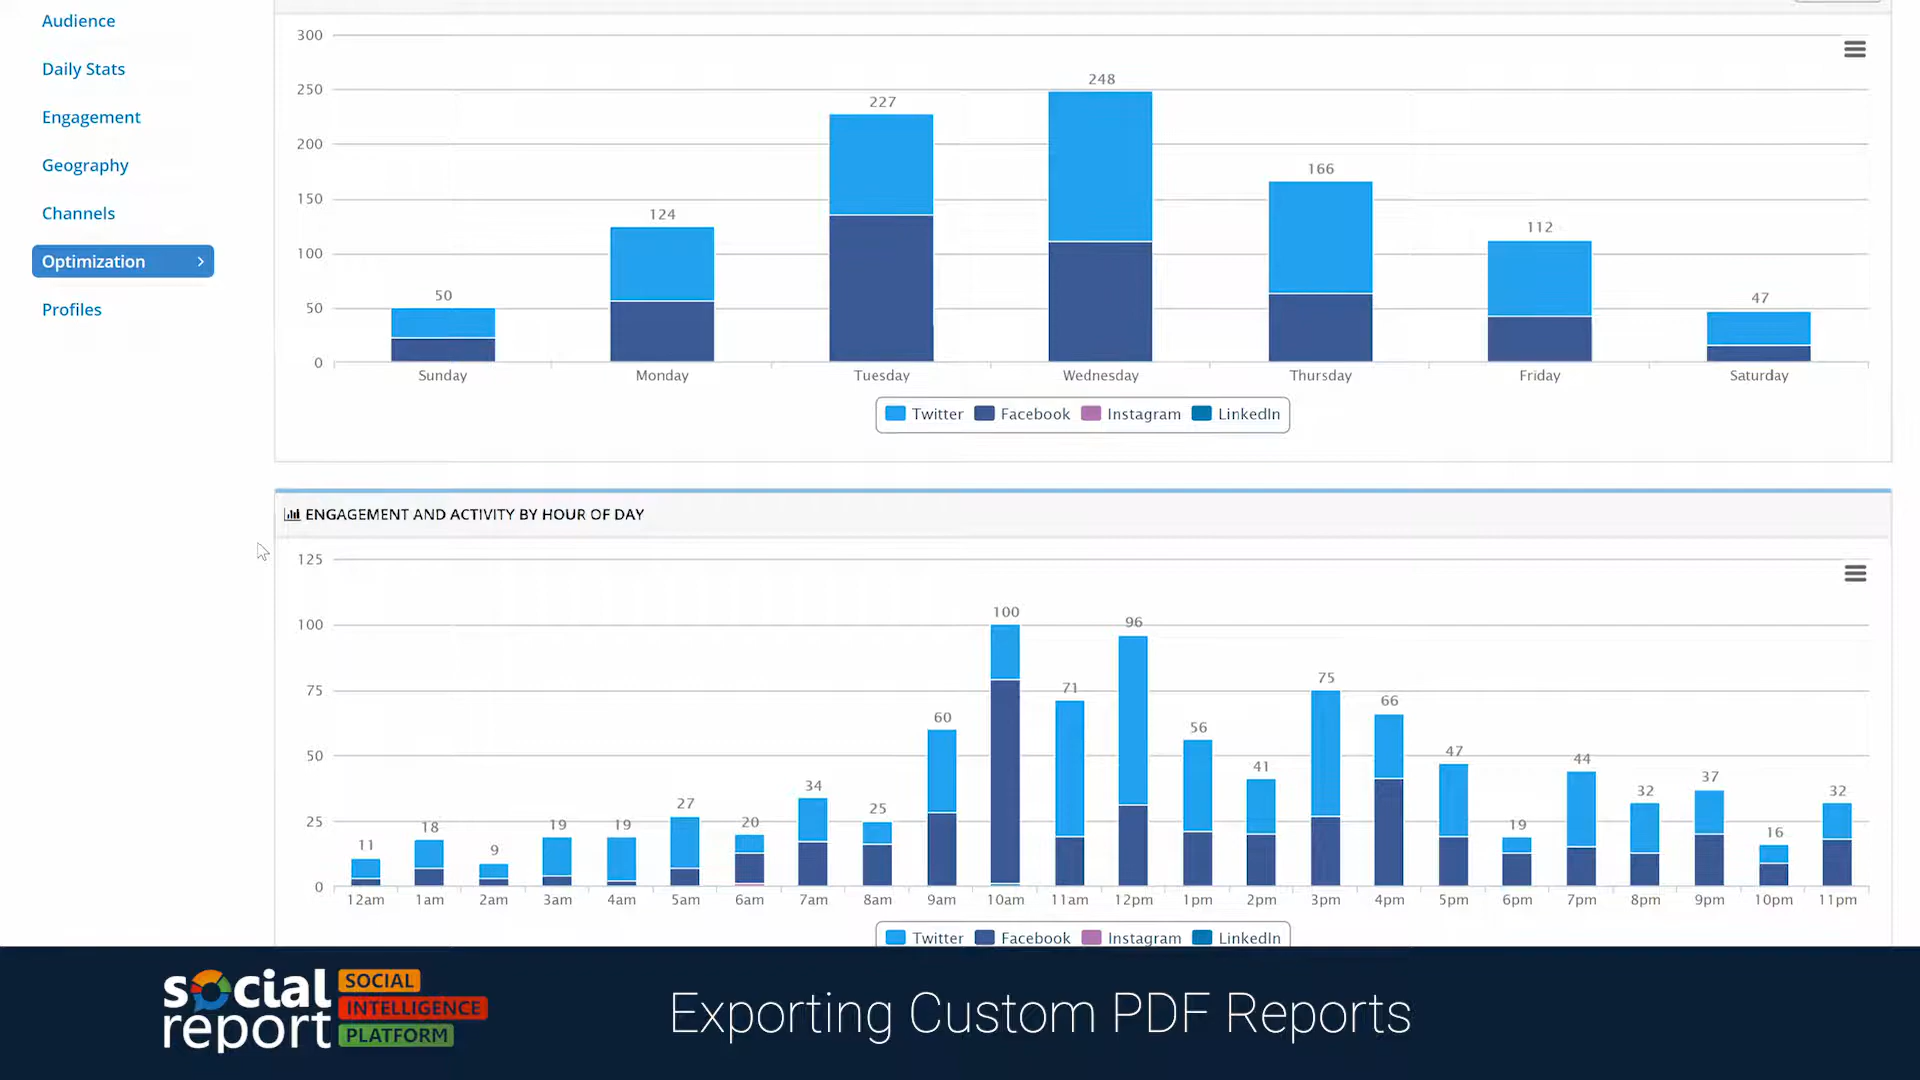 Audience
Daily Stats
Engagement
Geography
Channels
Optimization
Profiles
300
250
200
150
100
50
0
50
124
227
248
166
112
47
Sunday Monday Tuesday Wednesday Thursday Friday Saturday
Twitter Facebook Instagram LinkedIn
ENGAGEMENT AND ACTIVITY BY HOUR OF DAY
125
100
75
50
25
0
11 18 9 19 19 27 20 34 25 60 100 71 96 56 41 75 66 47 19 44 32 37 16 32
12am 1am 2am 3am 4am 5am 6am 7am 8am 9am 10am 11am 12pm 1pm 2pm 3pm 4pm 5pm 6pm 7pm 8pm 9pm 10pm 11pm
Twitter Facebook Instagram LinkedIn
social report
SOCIAL
INTELLIGENCE
PLATFORM
Exporting Custom PDF Reports